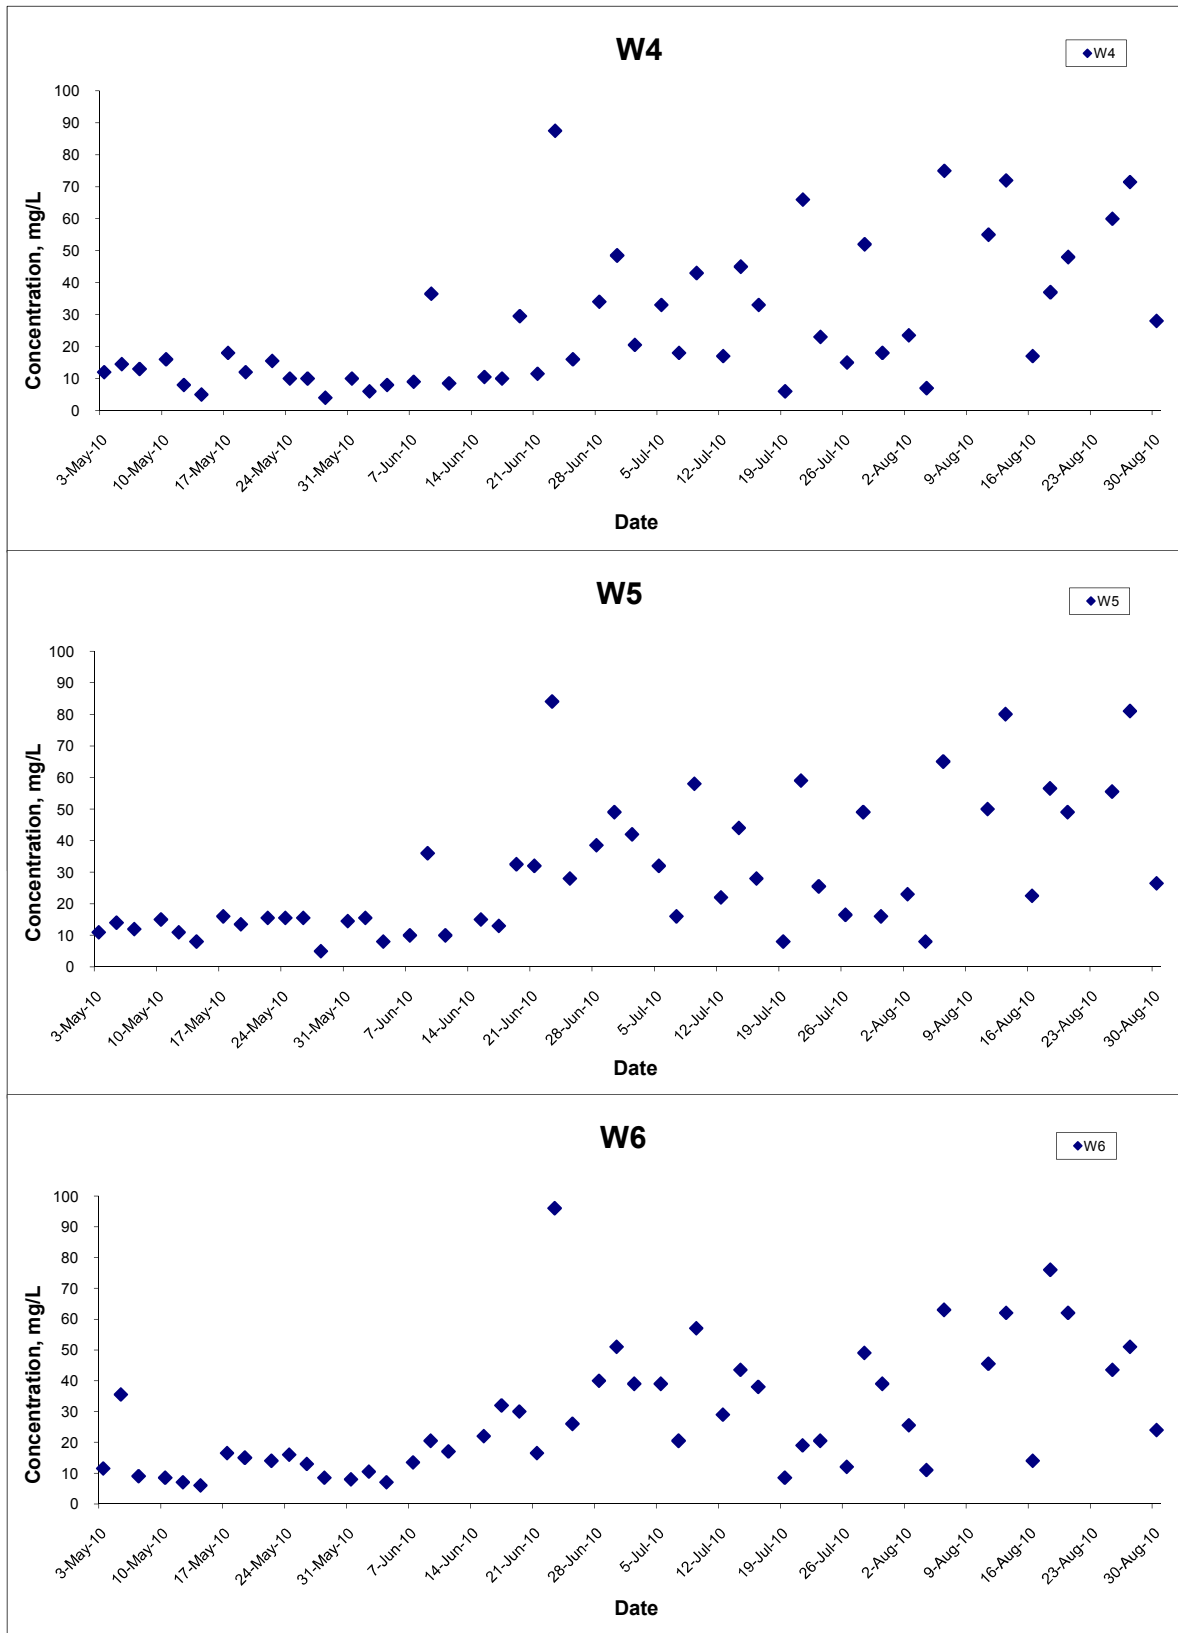 W4
W4
100
90
80
70
60
50
40
30
20
10
0
Concentration, mg/L
3-May-10
10-May-10
17-May-10
24-May-10
31-May-10
7-Jun-10
14-Jun-10
21-Jun-10
28-Jun-10
5-Jul-10
12-Jul-10
19-Jul-10
26-Jul-10
2-Aug-10
9-Aug-10
16-Aug-10
23-Aug-10
30-Aug-10
Date
W5
W5
100
90
80
70
60
50
40
30
20
10
0
Concentration, mg/L
3-May-10
10-May-10
17-May-10
24-May-10
31-May-10
7-Jun-10
14-Jun-10
21-Jun-10
28-Jun-10
5-Jul-10
12-Jul-10
19-Jul-10
26-Jul-10
2-Aug-10
9-Aug-10
16-Aug-10
23-Aug-10
30-Aug-10
Date
W6
W6
100
90
80
70
60
50
40
30
20
10
0
Concentration, mg/L
3-May-10
10-May-10
17-May-10
24-May-10
31-May-10
7-Jun-10
14-Jun-10
21-Jun-10
28-Jun-10
5-Jul-10
12-Jul-10
19-Jul-10
26-Jul-10
2-Aug-10
9-Aug-10
16-Aug-10
23-Aug-10
30-Aug-10
Date